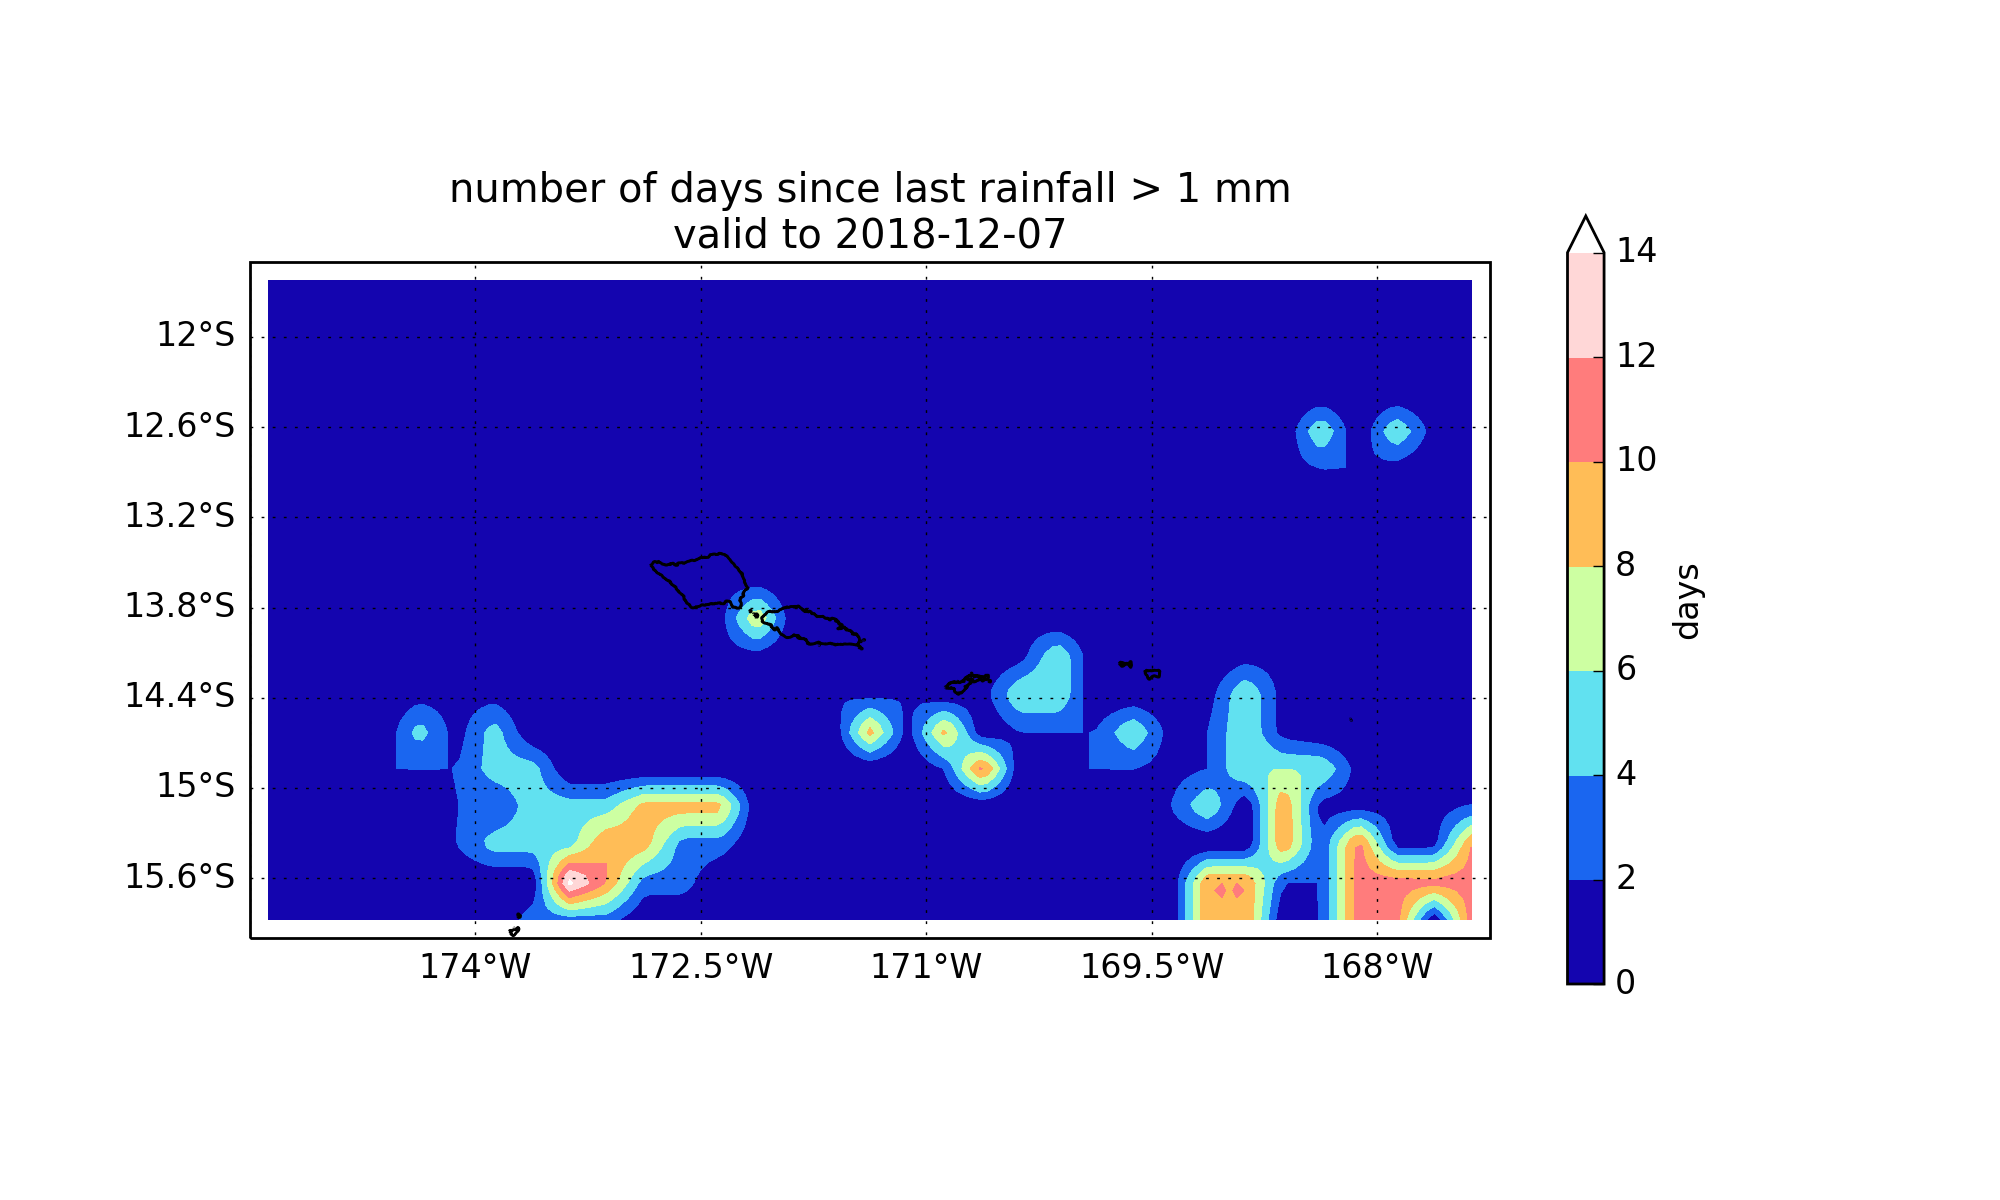 number of days since last rainfall > 1 mm
valid to 2018-12-07
12°S
12.6°S
13.2°S
13.8°S
14.4°S
15°S
15.6°S
174°W
172.5°W
171°W
169.5°W
168°W
14
12
10
8
6
4
2
0
days